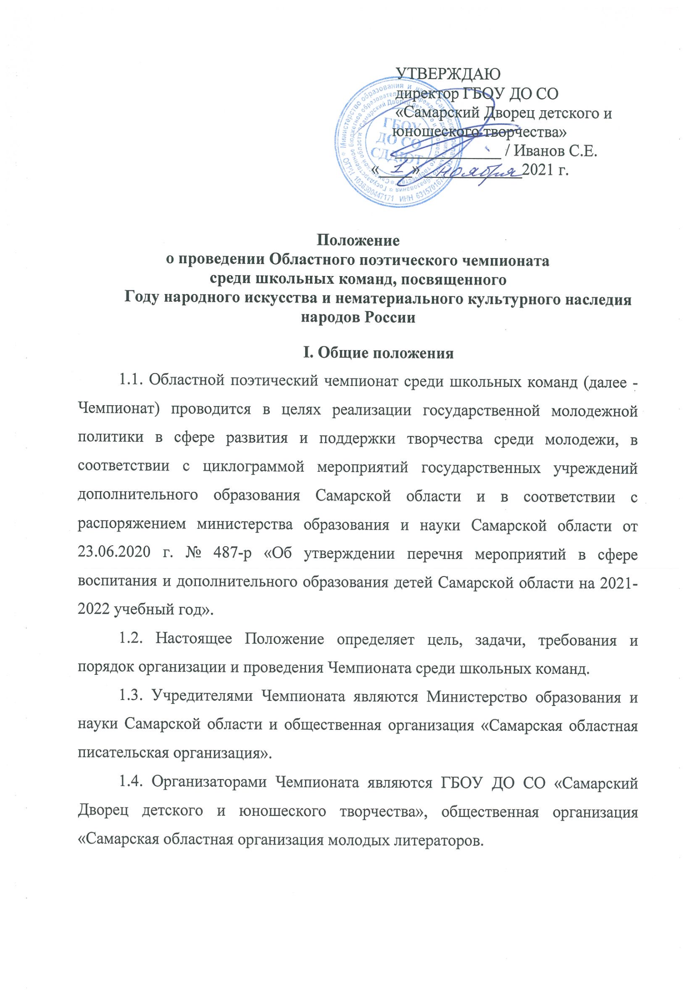 УТВЕРЖДАЮ
директор ГБОУ ДО СО
«Самарский Дворец детского и
юношеского творчества»
/ Иванов С.Е.
« 1 » ноября 2021 г.
ГБОУ
ДО СО
СДДЮТ
ОГРН 1036300447171 ИНН
Положение
о проведении Областного поэтического чемпионата
среди школьных команд, посвященного
Году народного искусства и нематериального культурного наследия
народов России
I. Общие положения
1.1. Областной поэтический чемпионат среди школьных команд (далее -
Чемпионат) проводится в целях реализации государственной молодежной
политики в сфере развития и поддержки творчества среди молодежи, в
соответствии с циклограммой мероприятий государственных учреждений
дополнительного образования Самарской области и в соответствии с
распоряжением министерства образования и науки Самарской области от
23.06.2020 г. № 487-р «Об утверждении перечня мероприятий в сфере
воспитания и дополнительного образования детей Самарской области на 2021-
2022 учебный год».
1.2. Настоящее Положение определяет цель, задачи, требования и
порядок организации и проведения Чемпионата среди школьных команд.
1.3. Учредителями Чемпионата являются Министерство образования и
науки Самарской области и общественная организация «Самарская областная
писательская организация».
1.4. Организаторами Чемпионата являются ГБОУ ДО СО «Самарский
Дворец детского и юношеского творчества», общественная организация
«Самарская областная организация молодых литераторов.